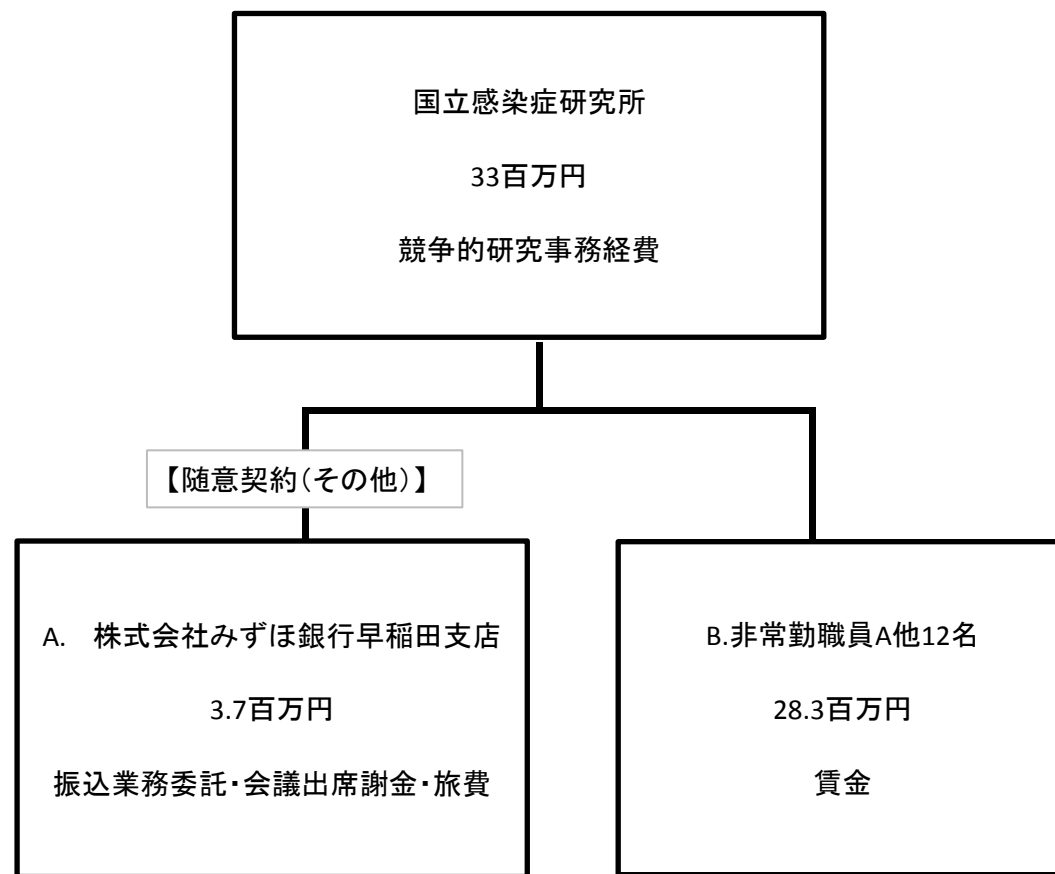 国立感染症研究所
33百万円
競争的研究事務経費
【随意契約(その他)】
A. 株式会社みずほ銀行早稲田支店
3.7百万円
振込業務委託・会議出席謝金・旅費
B.非常勤職員A他12名
28.3百万円
賃金